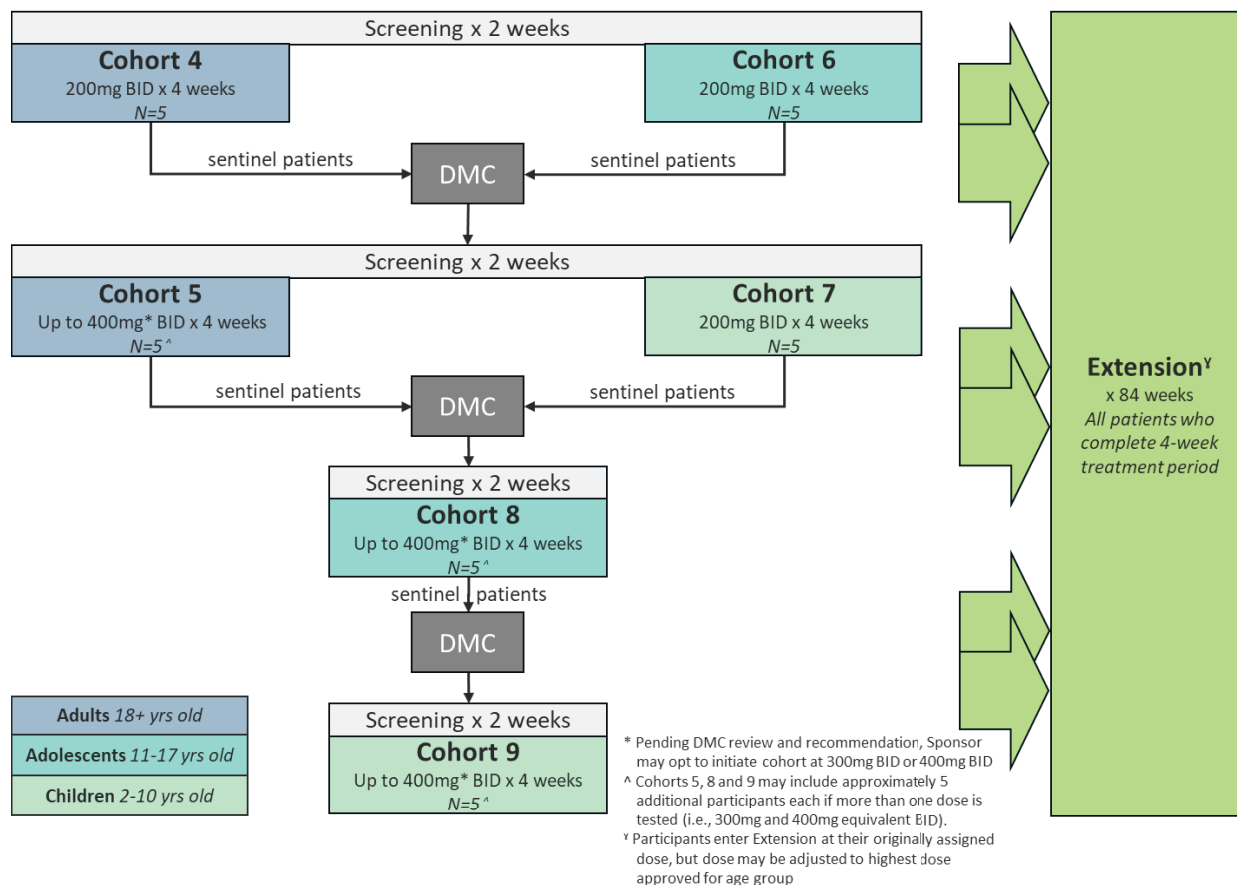 Screening x 2 weeks
Cohort 4
200mg BID x 4 weeks
N=5
Cohort 6
200mg BID x 4 weeks
N=5
sentinel patients
DMC
sentinel patients
Screening x 2 weeks
Cohort 5
Up to 400mg* BID x 4 weeks
N=5^
Cohort 7
200mg BID x 4 weeks
N=5
sentinel patients
DMC
sentinel patients
Screening x 2 weeks
Cohort 8
Up to 400mg* BID x 4 weeks
N=5^
sentinel patients
DMC
Screening x 2 weeks
Cohort 9
Up to 400mg* BID x 4 weeks
N=5^
Extension¥
x 84 weeks
All patients who
complete 4-week
treatment period
Adults 18+ yrs old
Adolescents 11-17 yrs old
Children 2-10 yrs old
* Pending DMC review and recommendation, Sponsor
may opt to initiate cohort at 300mg BID or 400mg BID
^ Cohorts 5, 8 and 9 may include approximately 5
additional participants each if more than one dose is
tested (i.e., 300mg and 400mg equivalent BID).
¥ Participants enter Extension at their originally assigned
dose, but dose may be adjusted to highest dose
approved for age group